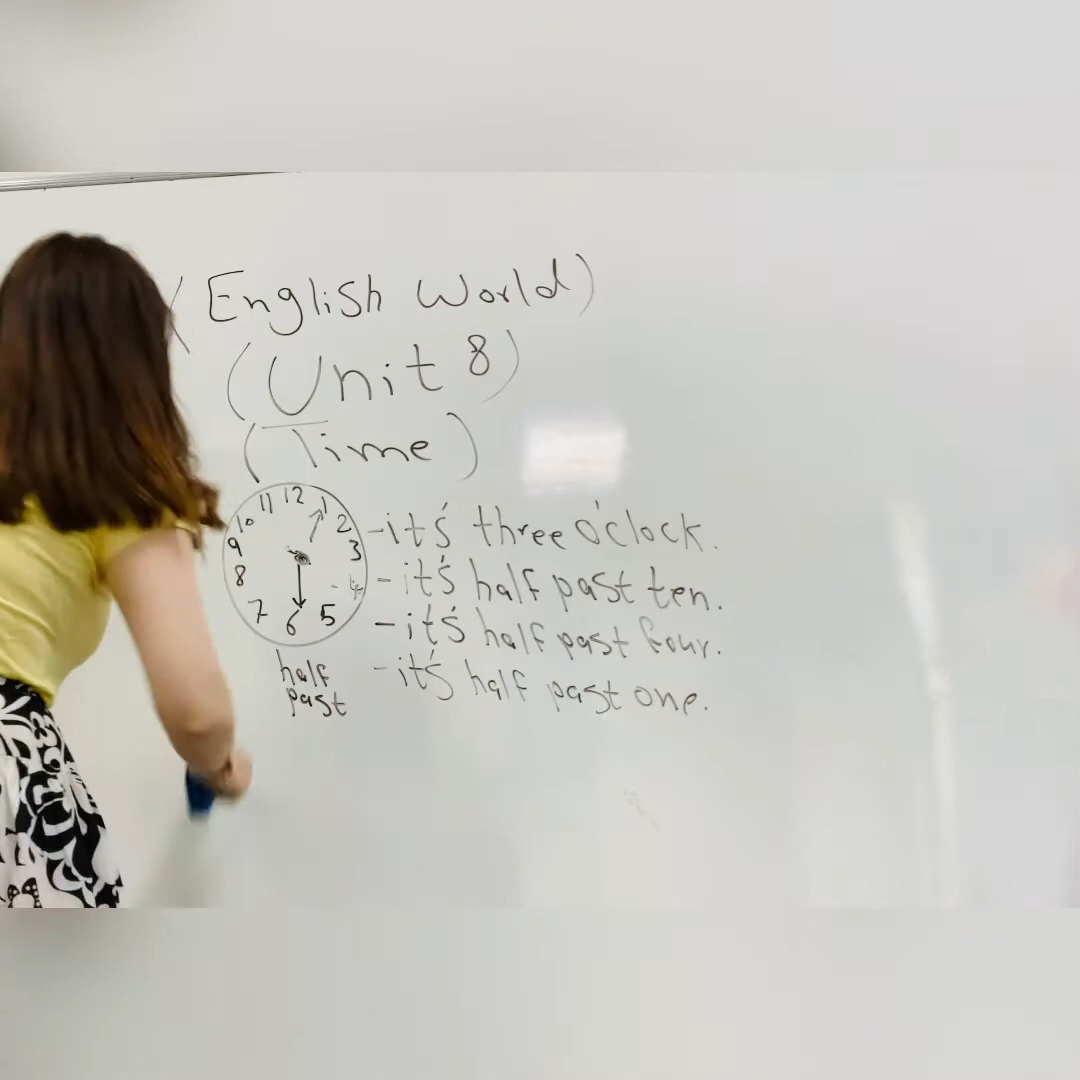 (English World)
(Unit 8)
(Time)
12
11
1
10
2
9
3
8
4
7
5
6
half
past
-it's three o'clock.
-it's half past ten.
-it's half past four.
-it's half past one.